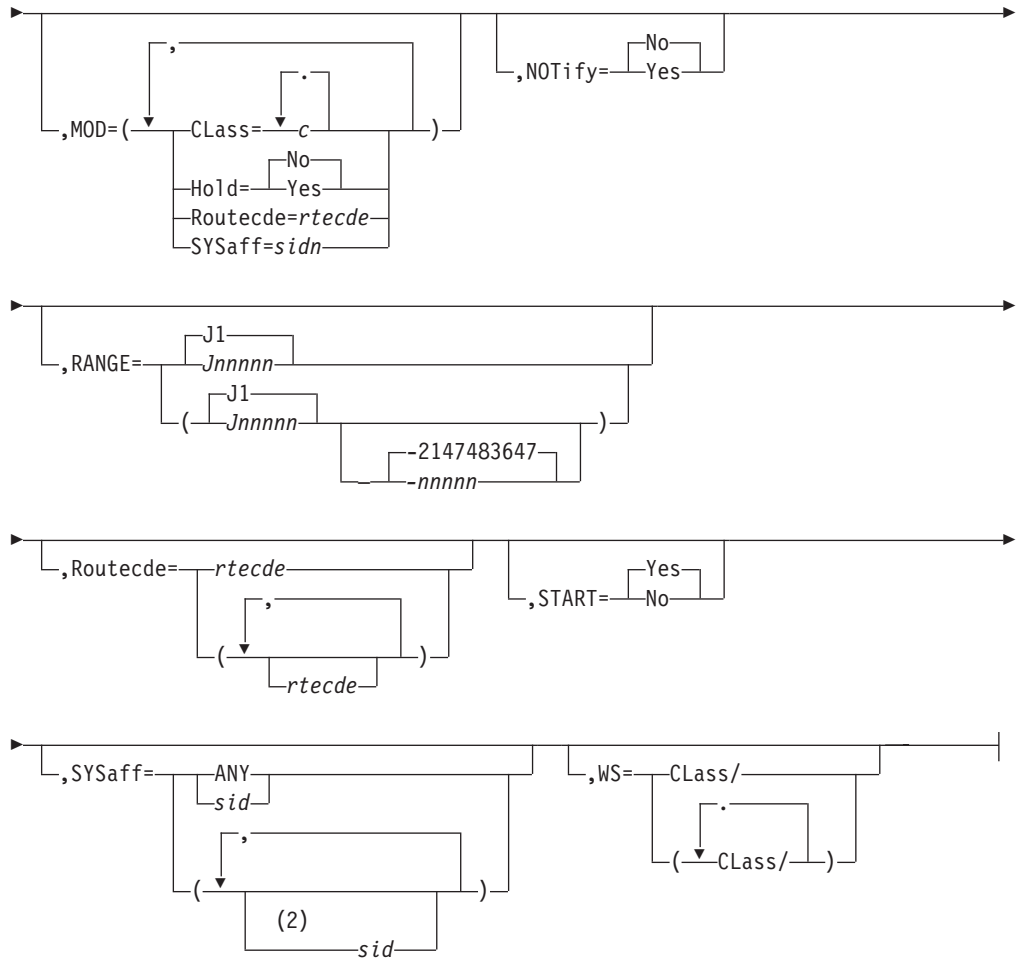 , No
. ,NOTify= Yes
,MOD=( CLass= c )
No
Hold= Yes
Routecde=rtecde
SYSaff=sidn
J1
,RANGE= Jnnnnn
J1
( Jnnnnn )
-2147483647
-nnnnn
,Routecde= rtecde Yes
, ,START= No
( )
rtecde
,SYSaff= ANY ,WS= CLass/
sid .
, ( CLass/ )
( )
(2)
sid